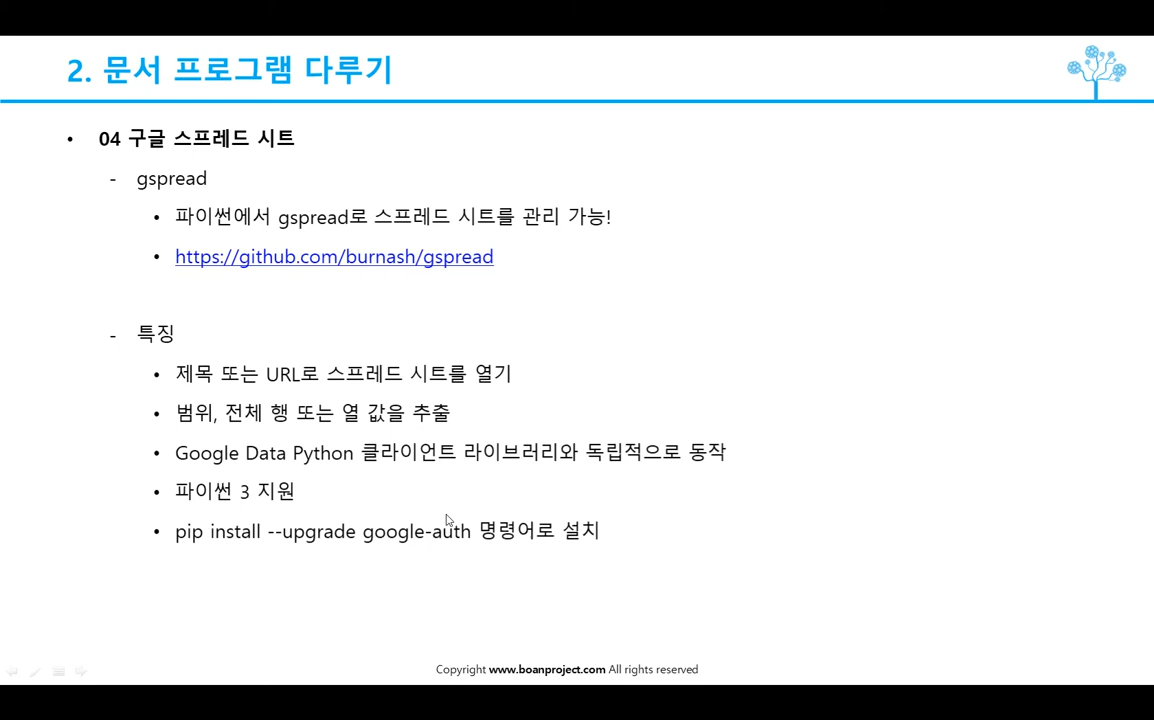 2. 문서 프로그램 다루기
• 04 구글 스프레드 시트
- gspread
• 파이썬에서 gspread로 스프레드 시트를 관리 가능!
• https://github.com/burnash/gspread
- 특징
• 제목 또는 URL로 스프레드 시트를 열기
• 범위, 전체 행 또는 열 값을 추출
• Google Data Python 클라이언트 라이브러리와 독립적으로 동작
• 파이썬 3 지원
• pip install --upgrade google-auth 명령어로 설치
Copyright www.boanproject.com All rights reserved